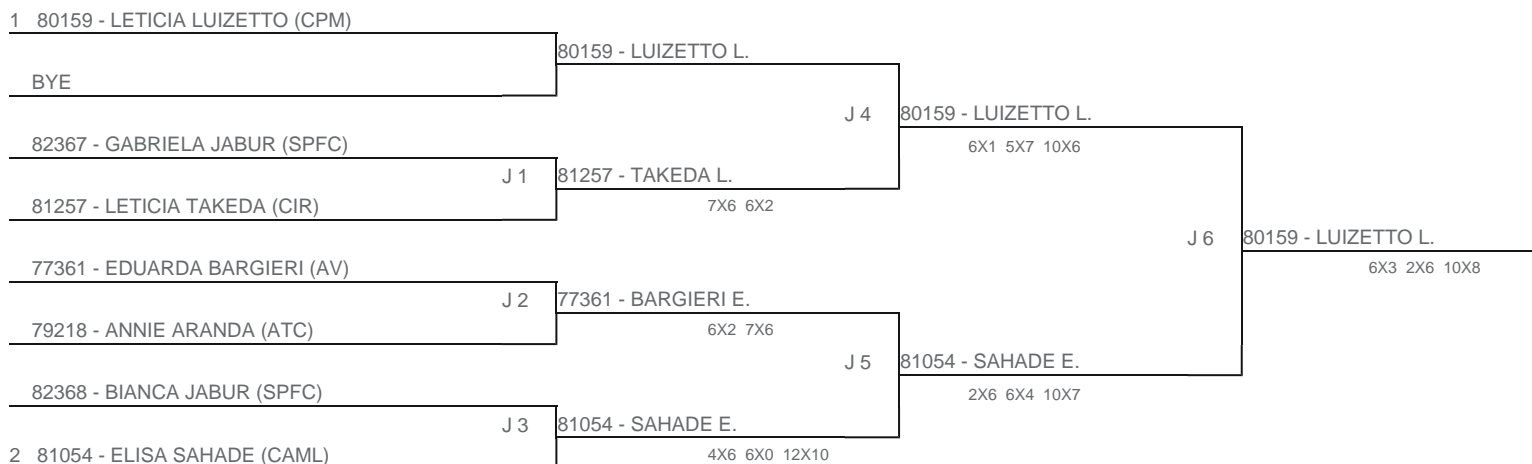 1 80159 - LETICIA LUIZETTO (CPM)
80159 - LUIZETTO L.
BYE
J 4 80159 - LUIZETTO L.
82367 - GABRIELA JABUR (SPFC)
6X1 5X7 10X6
J 1 81257 - TAKEDA L.
81257 - LETICIA TAKEDA (CIR)
7X6 6X2
J 6 80159 - LUIZETTO L.
77361 - EDUARDA BARGIERI (AV)
6X3 2X6 10X8
J 2 77361 - BARGIERI E.
79218 - ANNIE ARANDA (ATC)
6X2 7X6
J 5 81054 - SAHADE E.
82368 - BIANCA JABUR (SPFC)
2X6 6X4 10X7
J 3 81054 - SAHADE E.
2 81054 - ELISA SAHADE (CAML)
4X6 6X0 12X10